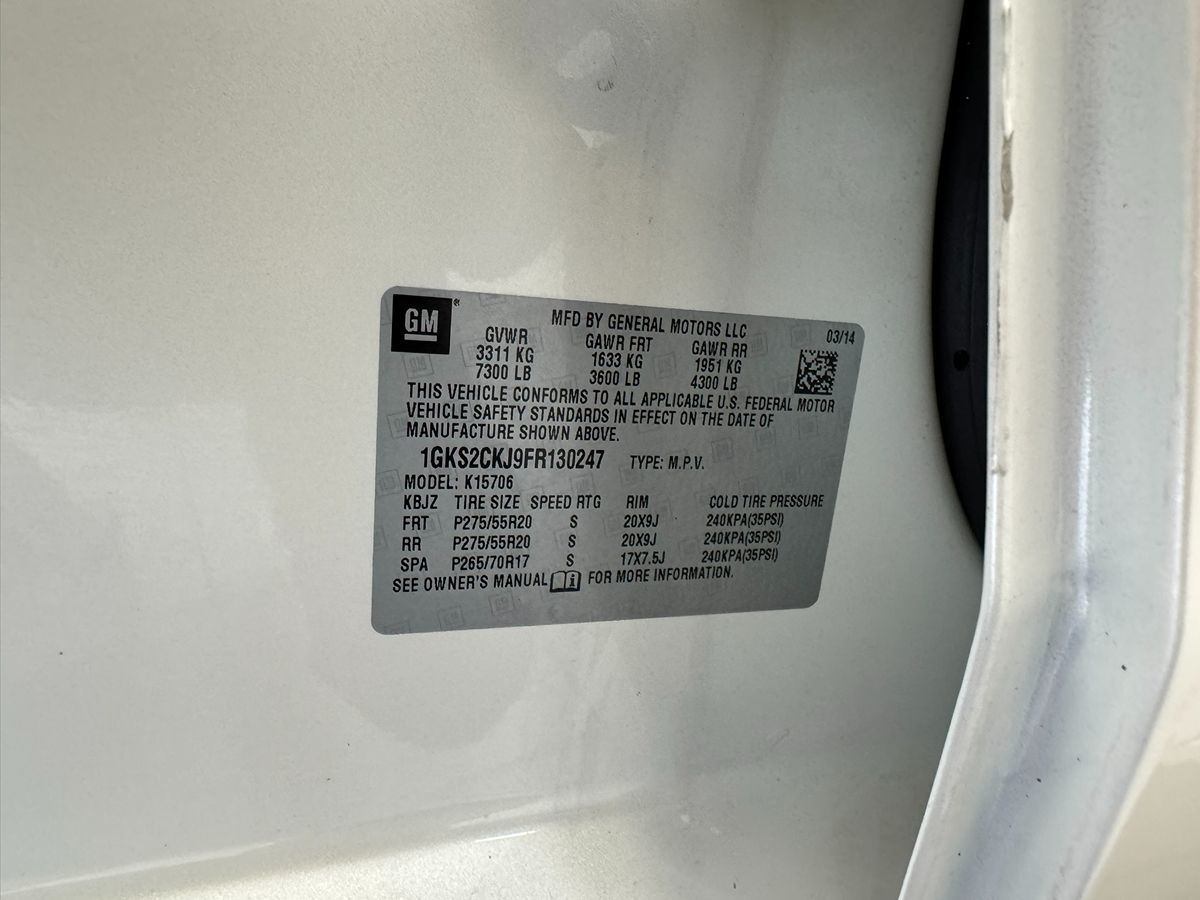 GM®
MFD BY GENERAL MOTORS LLC 03/14
GVWR GAWR FRT GAWR RR
3311 KG 1633 KG 1951 KG
7300 LB 3600 LB 4300 LB
THIS VEHICLE CONFORMS TO ALL APPLICABLE U.S. FEDERAL MOTOR
VEHICLE SAFETY STANDARDS IN EFFECT ON THE DATE OF
MANUFACTURE SHOWN ABOVE.
1GKS2CKJ9FR130247 TYPE: M.P.V.
MODEL: K15706
KBJZ TIRE SIZE SPEED RTG RIM COLD TIRE PRESSURE
FRT P275/55R20 S 20X9J 240KPA(35PSI)
RR P275/55R20 S 20X9J 240KPA(35PSI)
SPA P265/70R17 S 17X7.5J 240KPA(35PSI)
SEE OWNER'S MANUAL i FOR MORE INFORMATION.